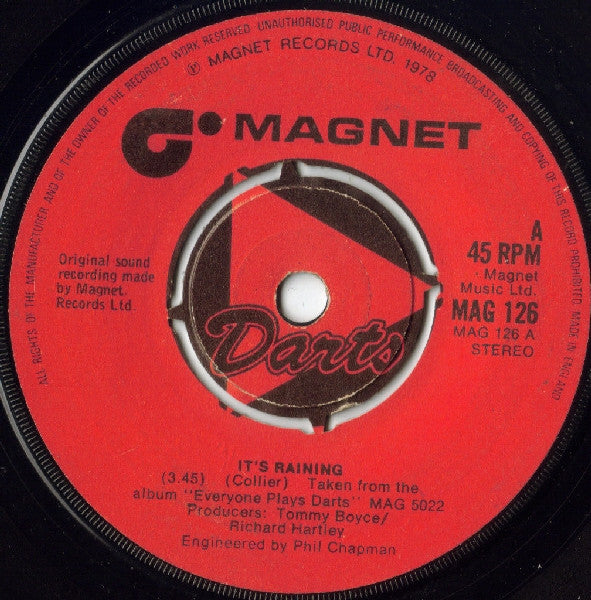 ALL RIGHTS OF THE MANUFACTURER AND OF THE OWNER OF THE RECORDED WORK RESERVED UNAUTHORISED PUBLIC PERFORMANCE BROADCASTING AND COPYING OF THIS RECORD PROHIBITED. MADE IN ENGLAND
℗ MAGNET RECORDS LTD. 1978
MAGNET
Original sound
recording made
by Magnet
Records Ltd.
A
45 RPM
Magnet
Music Ltd.
MAG 126
MAG 126 A
STEREO
Darts
IT'S RAINING
(3.45) (Collier) Taken from the
album "Everyone Plays Darts" MAG 5022
Producers: Tommy Boyce/
Richard Hartley
Engineered by Phil Chapman